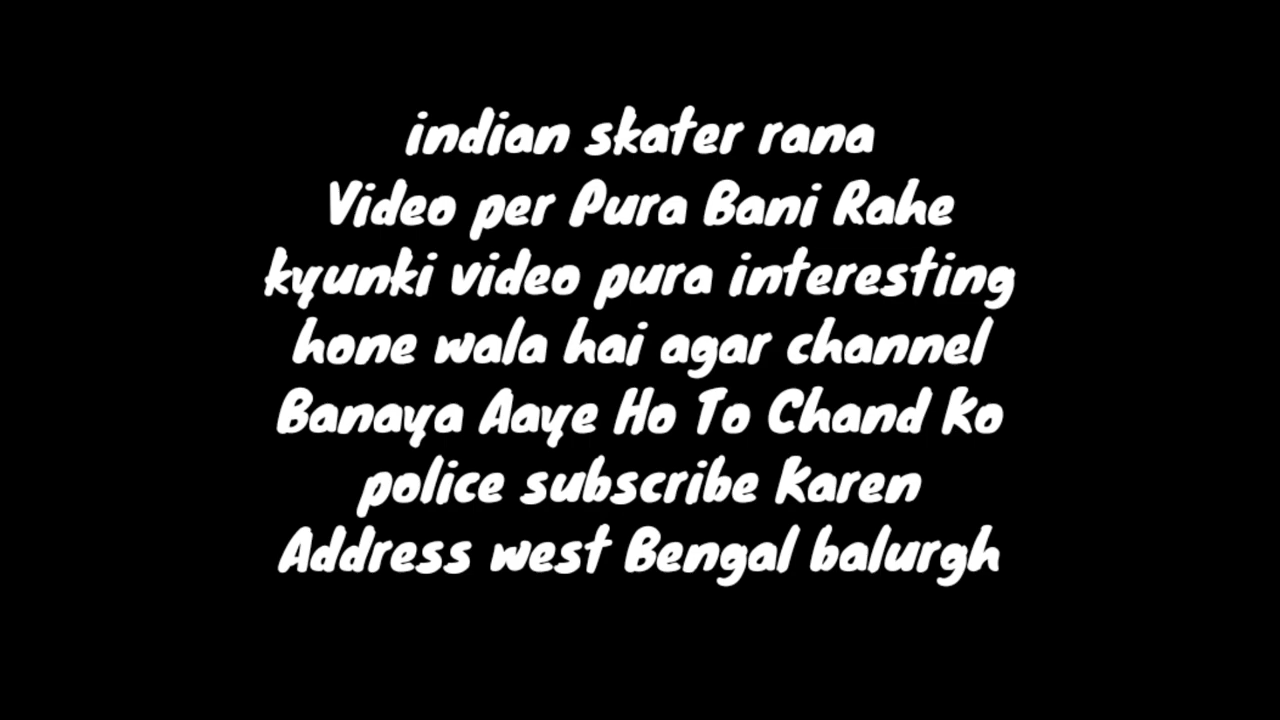 indian skater rana
Video per Pura Bani Rahe
kyunki video pura interesting
hone wala hai agar channel
Banaya Aaye Ho To Chand Ko
police subscribe Karen
Address west Bengal balurgh